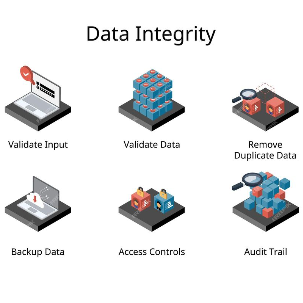 Data Integrity
Validate Input
Validate Data
Remove
Duplicate Data
Backup Data
Access Controls
Audit Trail